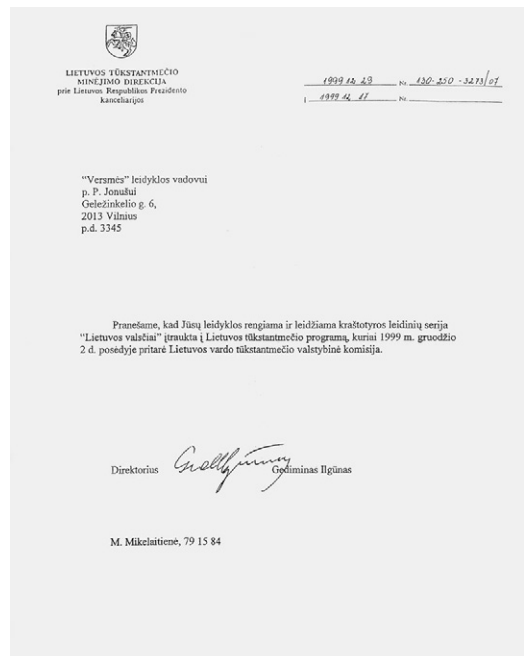 LIETUVOS TŪKSTANTMEČIO
MINĖJIMO DIREKCIJA
prie Lietuvos Respublikos Prezidento
kanceliarijos
1999 12 29 Nr. 130-250-3273/07
Į 1999 12 17 Nr.
"Versmės" leidyklos vadovui
p. P. Jonušui
Geležinkelio g. 6,
2013 Vilnius
p.d. 3345
Pranešame, kad Jūsų leidyklos rengiama ir leidžiama kraštotyros leidinių serija
"Lietuvos valsčiai" įtraukta į Lietuvos tūkstantmečio programą, kuriai 1999 m. gruodžio
2 d. posėdyje pritarė Lietuvos vardo tūkstantmečio valstybinė komisija.
Direktorius Gediminas Ilgūnas
M. Mikelaitienė, 79 15 84